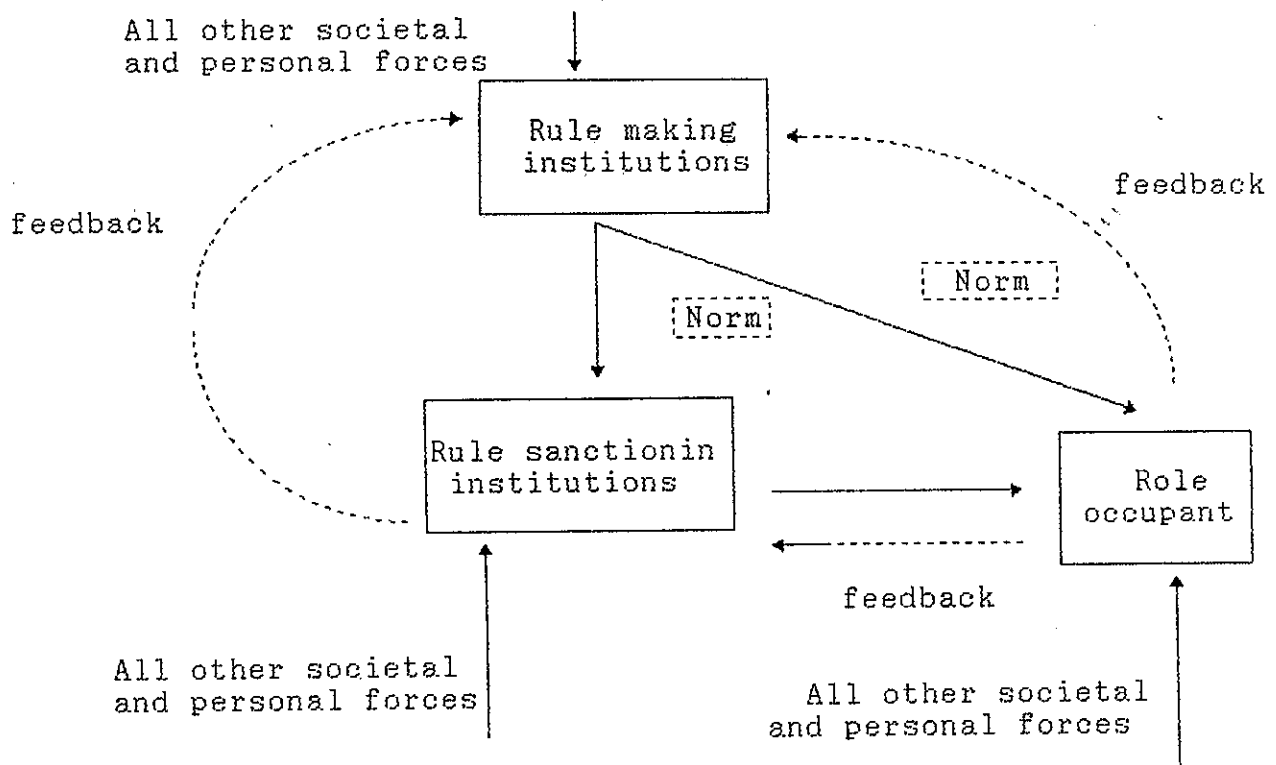 All other societal
and personal forces
Rule making
institutions
feedback
feedback
Norm
Norm
Rule sanctionin
institutions
Role
occupant
feedback
All other societal
and personal forces
All other societal
and personal forces